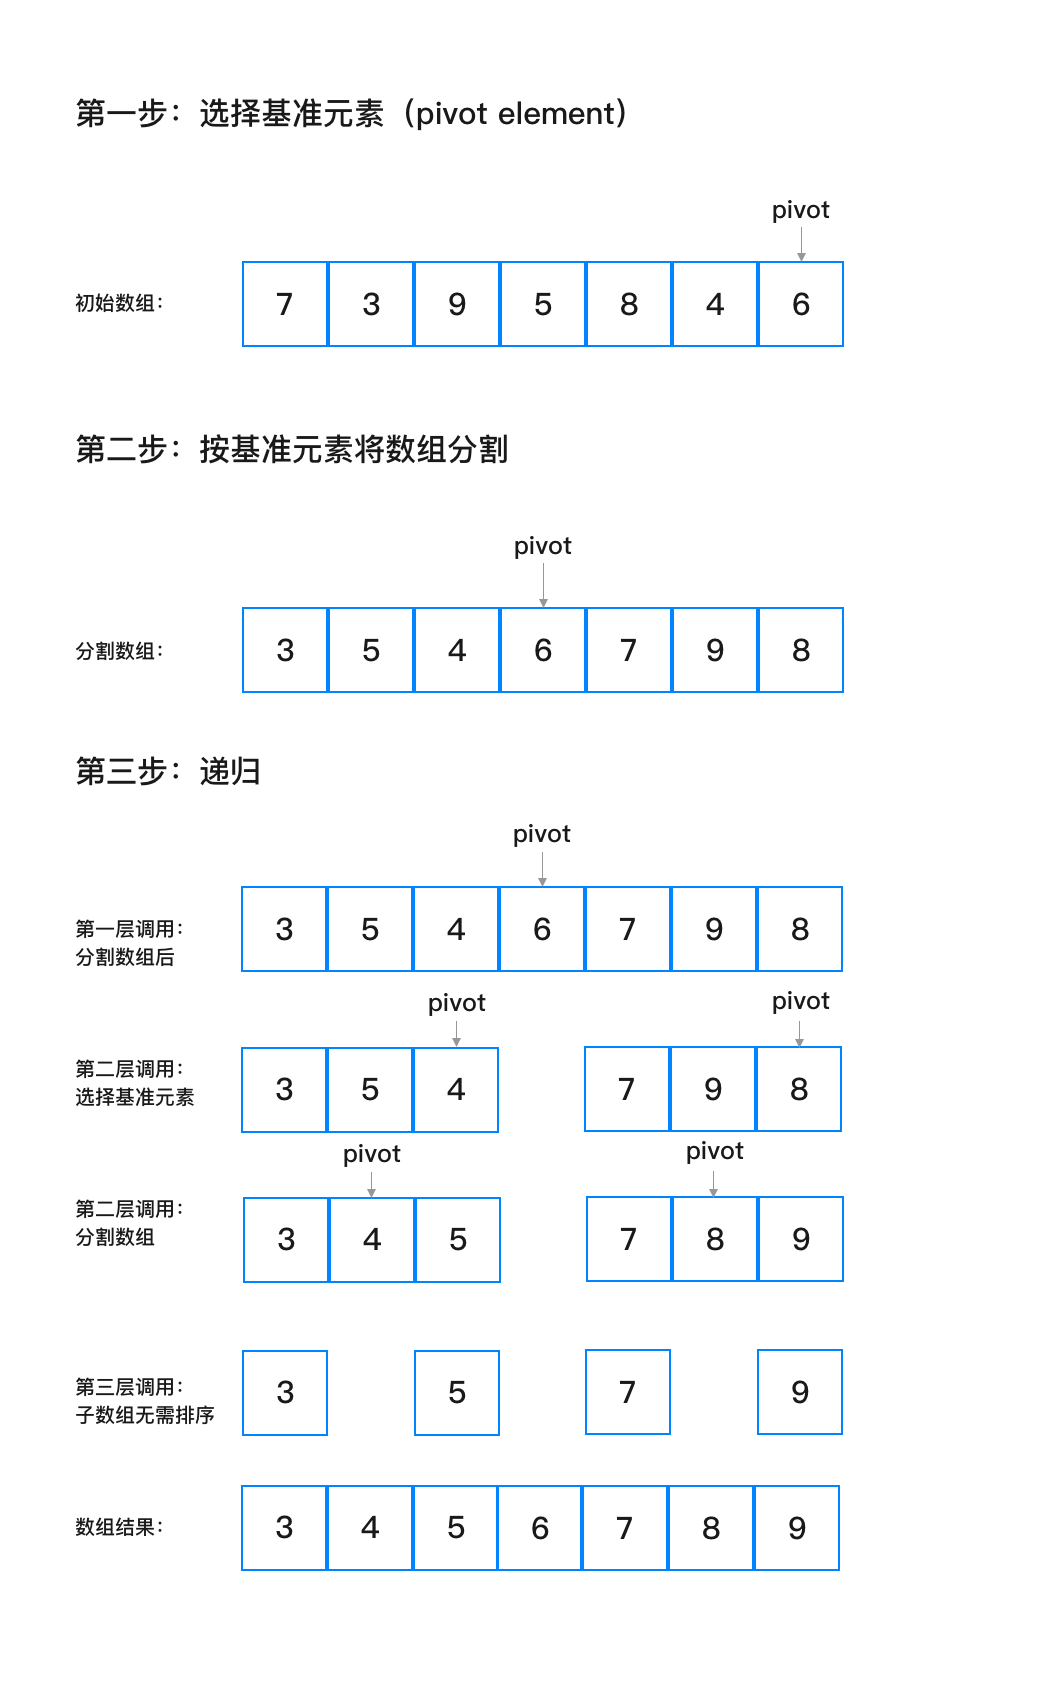 第一步：选择基准元素（pivot element）
pivot
初始数组： 7 3 9 5 8 4 6
第二步：按基准元素将数组分割
pivot
分割数组： 3 5 4 6 7 9 8
第三步：递归
pivot
第一层调用：
分割数组后
3 5 4 6 7 9 8
pivot pivot
第二层调用：
选择基准元素
3 5 4 7 9 8
pivot pivot
第二层调用：
分割数组
3 4 5 7 8 9
第三层调用：
子数组无需排序
3 5 7 9
数组结果： 3 4 5 6 7 8 9